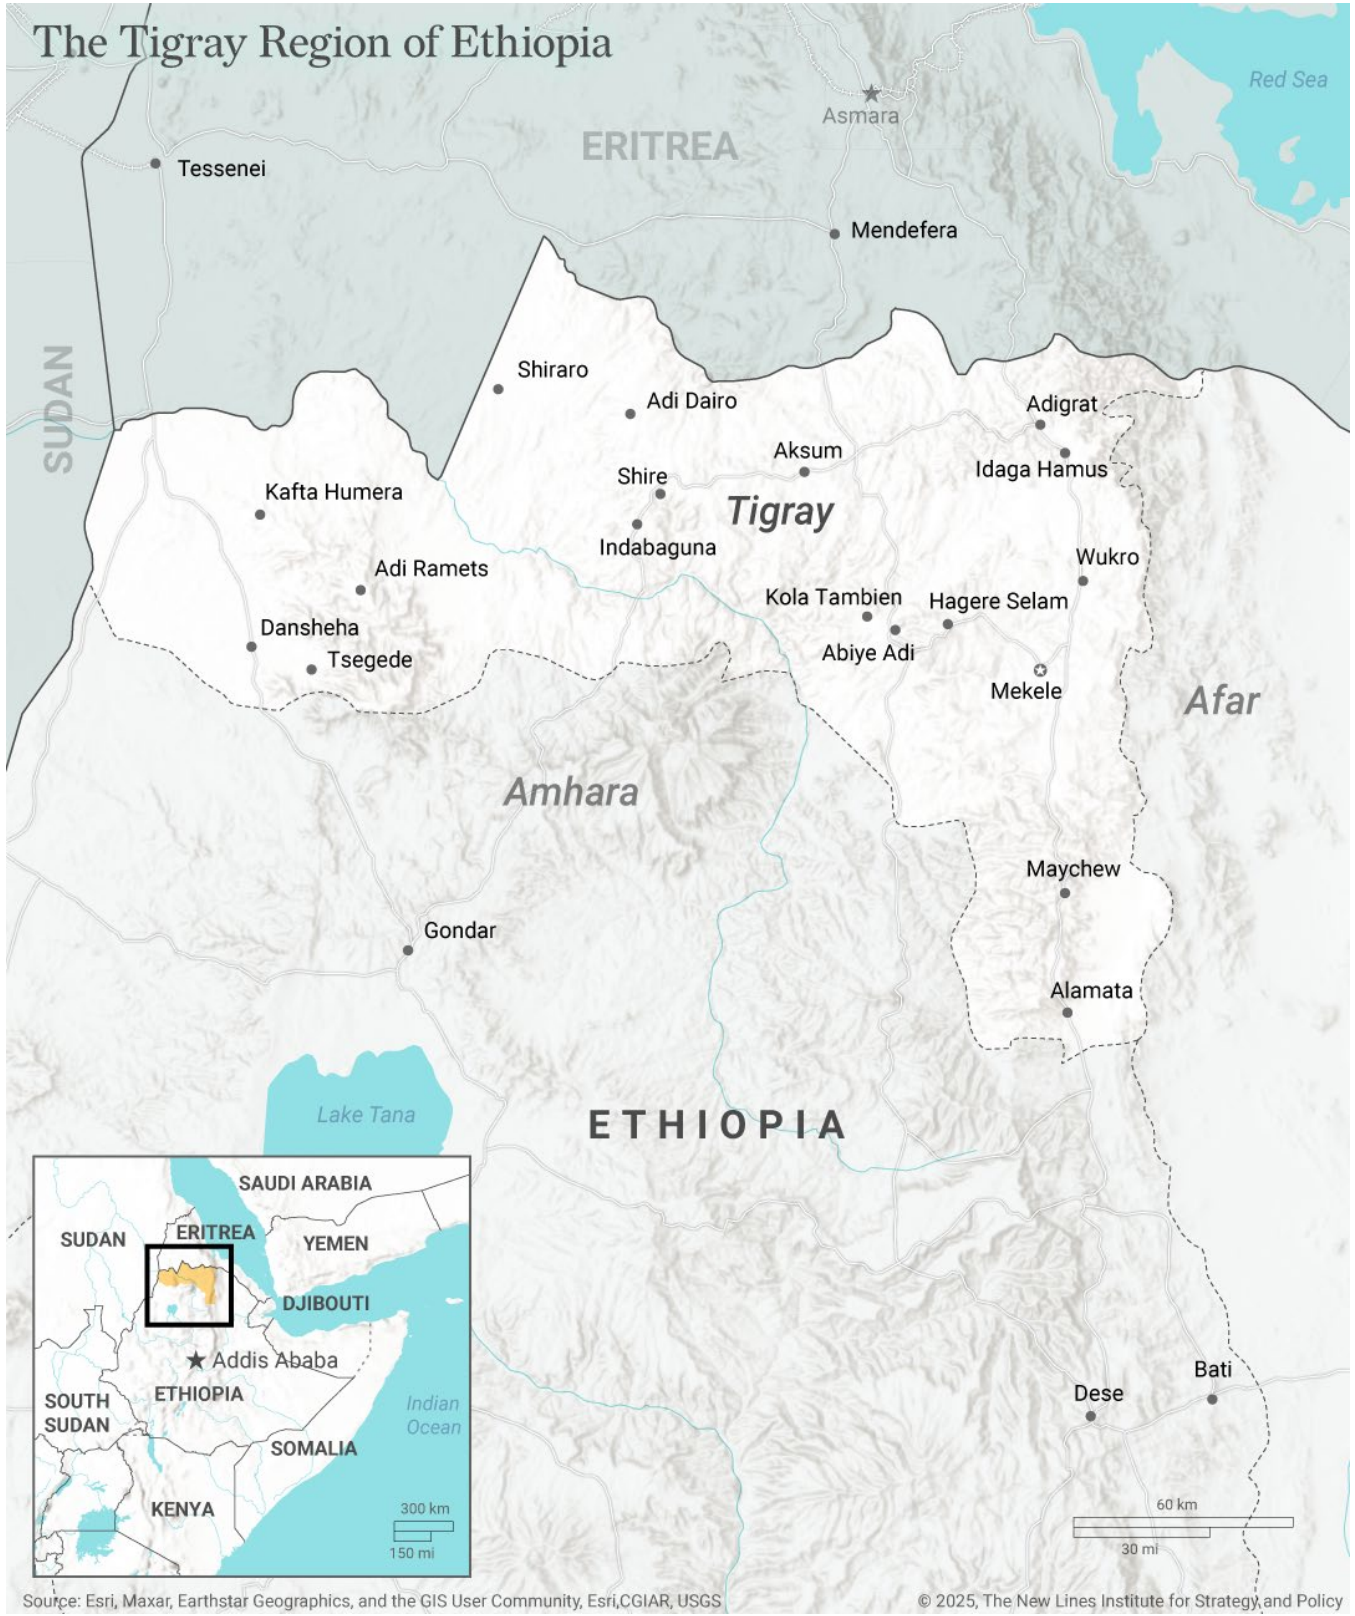 The Tigray Region of Ethiopia
Red Sea
Asmara
ERITREA
Tessenei
Mendefera
SUDAN
Shiraro
Adi Dairo
Adigrat
Aksum
Idaga Hamus
Shire
Kafta Humera
Tigray
Indabaguna
Wukro
Adi Ramets
Kola Tambien
Hagere Selam
Dansheha
Abiye Adi
Tsegede
Mekele
Afar
Amhara
Maychew
Gondar
Alamata
Lake Tana
ETHIOPIA
SAUDI ARABIA
SUDAN
ERITREA
YEMEN
DJIBOUTI
Addis Ababa
ETHIOPIA
SOUTH
SUDAN
Indian
Ocean
SOMALIA
KENYA
300 km
150 mi
Bati
Dese
60 km
30 mi
Source: Esri, Maxar, Earthstar Geographics, and the GIS User Community, Esri,CGIAR, USGS
© 2025, The New Lines Institute for Strategy and Policy